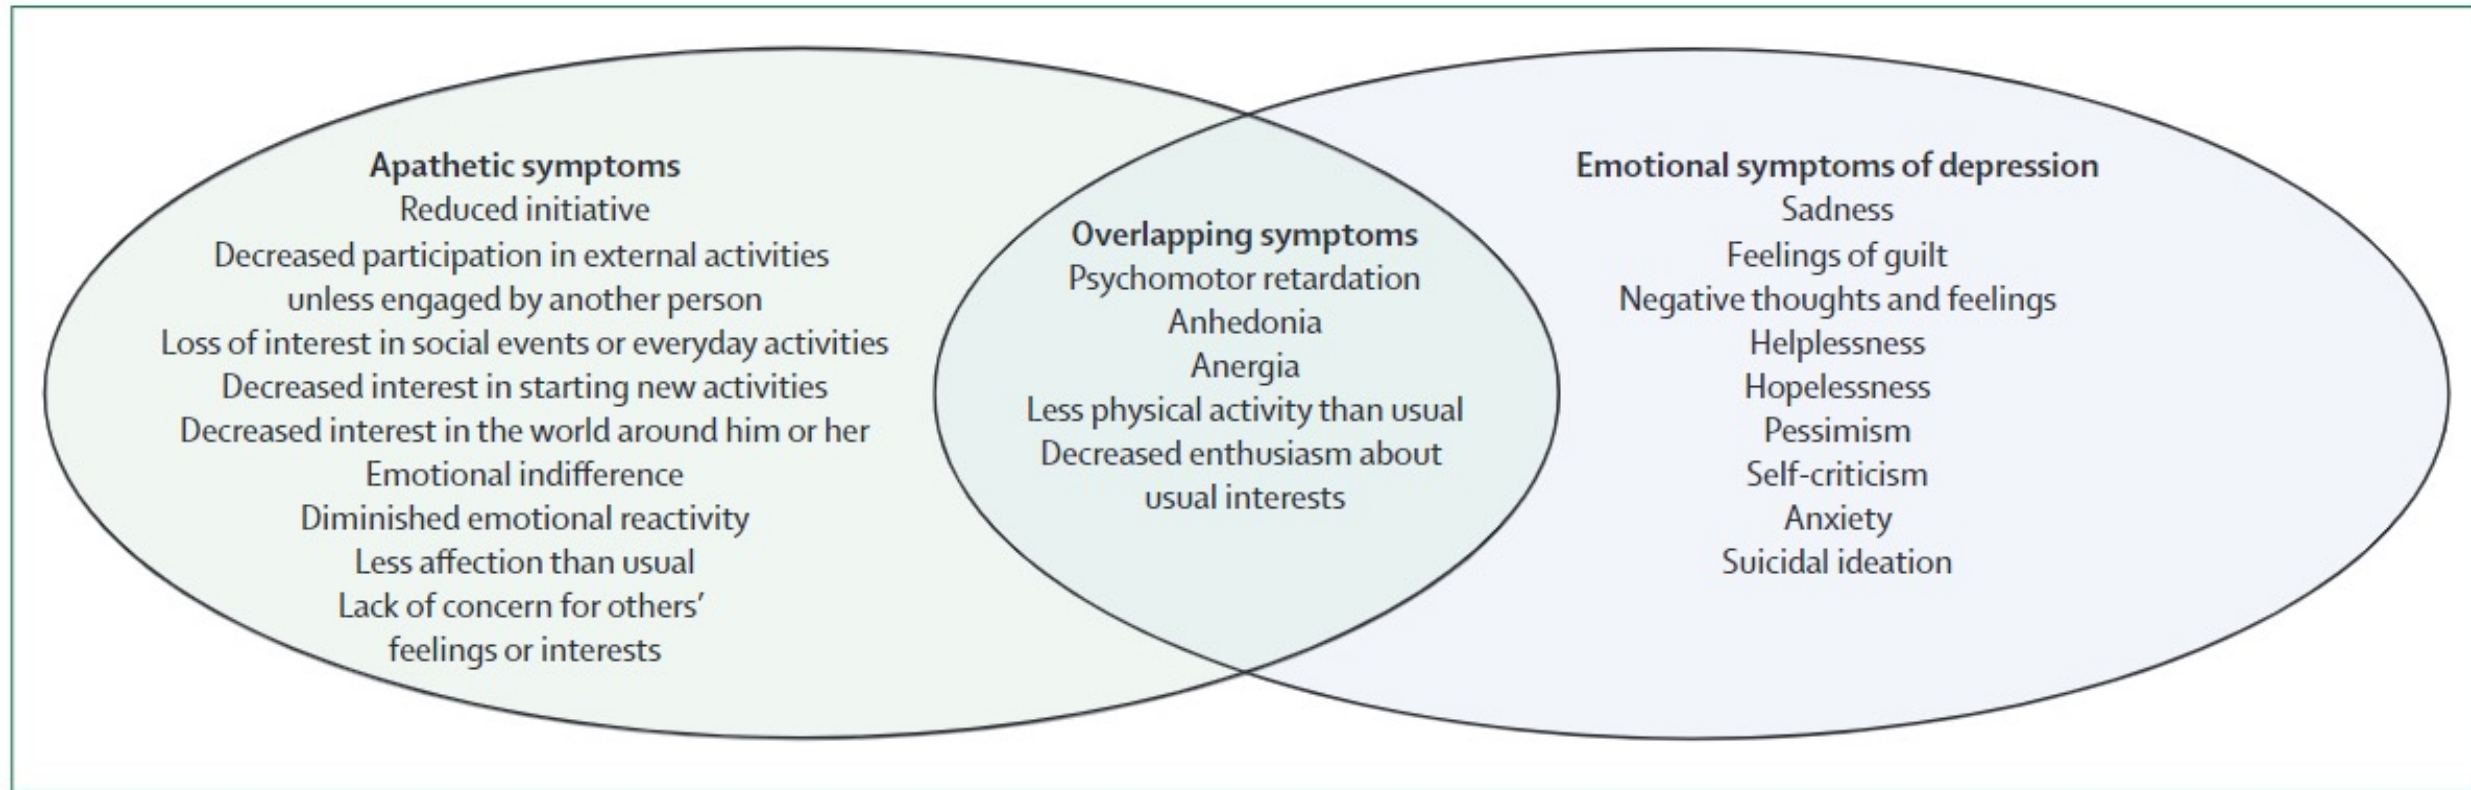 Apathetic symptoms
Reduced initiative
Decreased participation in external activities
unless engaged by another person
Loss of interest in social events or everyday activities
Decreased interest in starting new activities
Decreased interest in the world around him or her
Emotional indifference
Diminished emotional reactivity
Less affection than usual
Lack of concern for others’
feelings or interests
Overlapping symptoms
Psychomotor retardation
Anhedonia
Anergia
Less physical activity than usual
Decreased enthusiasm about
usual interests
Emotional symptoms of depression
Sadness
Feelings of guilt
Negative thoughts and feelings
Helplessness
Hopelessness
Pessimism
Self-criticism
Anxiety
Suicidal ideation